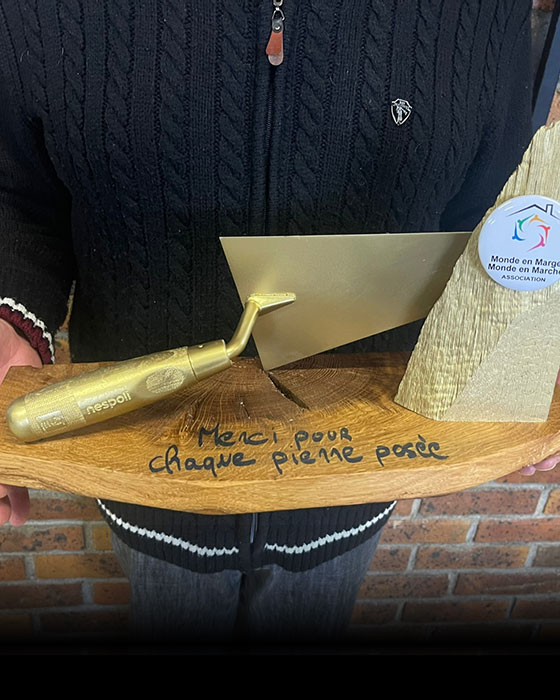 Monde en Marge
Monde en Marche
ASSOCIATION
nespoli
Merci pour
chaque pierre posée